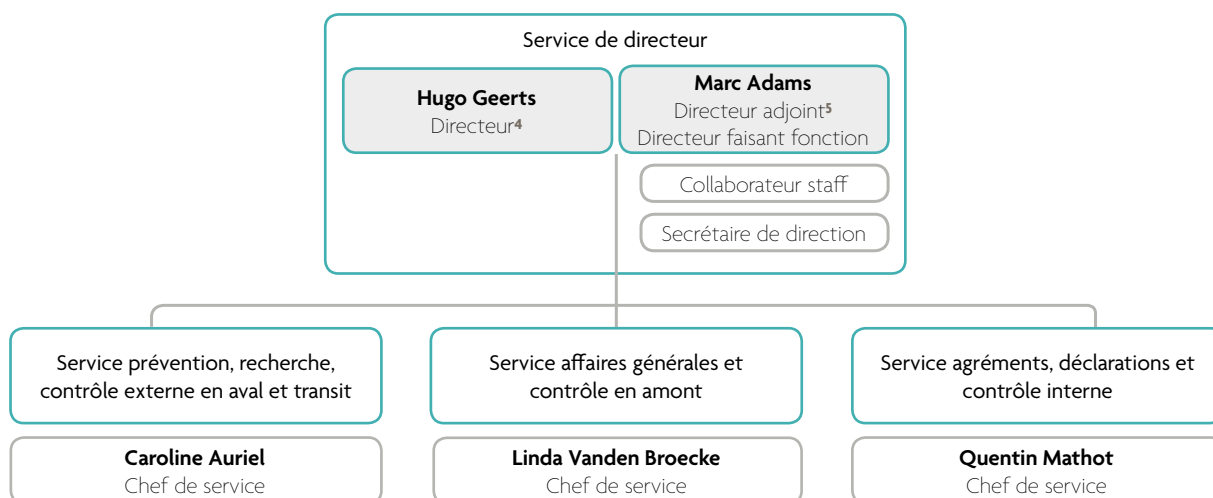 Service de directeur
Hugo Geerts
Directeur⁴
Marc Adams
Directeur adjoint⁵
Directeur faisant fonction
Collaborateur staff
Secrétaire de direction
Service prévention, recherche,
contrôle externe en aval et transit
Caroline Auriel
Chef de service
Service affaires générales et
contrôle en amont
Linda Vanden Broecke
Chef de service
Service agréments, déclarations et
contrôle interne
Quentin Mathot
Chef de service